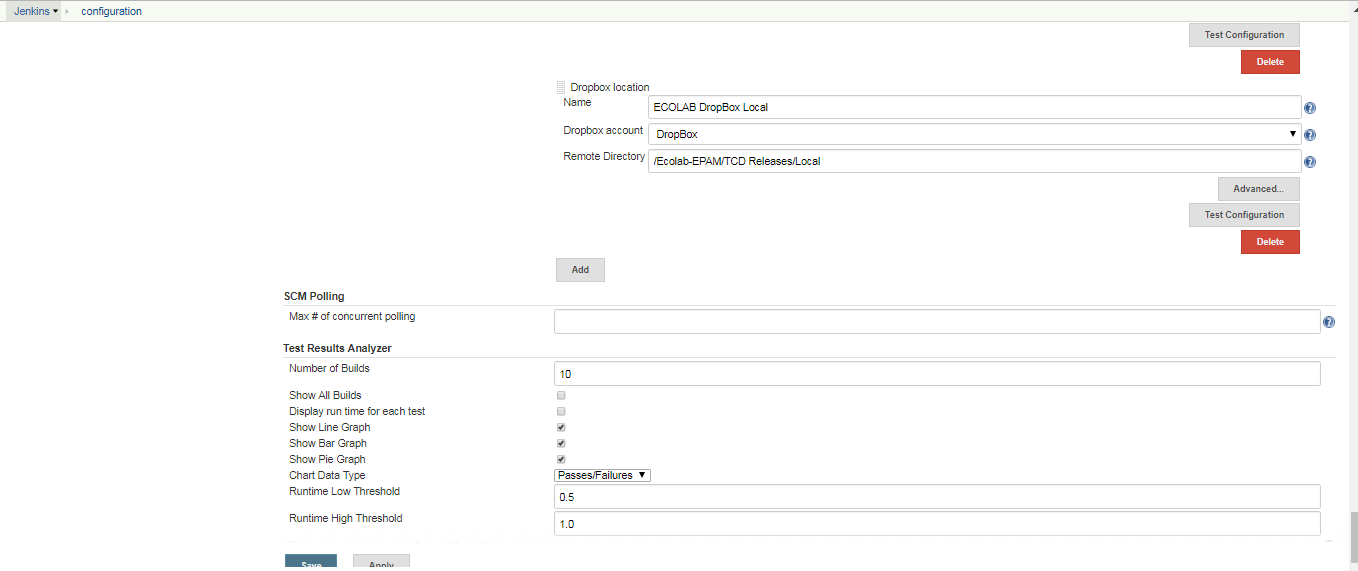 Jenkins configuration
Test Configuration
Delete
Dropbox location
Name ECOLAB DropBox Local
Dropbox account DropBox
Remote Directory /Ecolab-EPAM/TCD Releases/Local
Advanced...
Test Configuration
Delete
Add
SCM Polling
Max # of concurrent polling
Test Results Analyzer
Number of Builds 10
Show All Builds
Display run time for each test
Show Line Graph
Show Bar Graph
Show Pie Graph
Chart Data Type Passes/Failures
Runtime Low Threshold 0.5
Runtime High Threshold 1.0
Save Apply